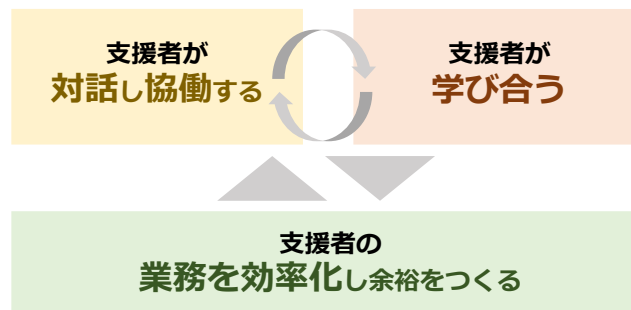 支援者が
対話し協働する
支援者が
学び合う
支援者の
業務を効率化し余裕をつくる